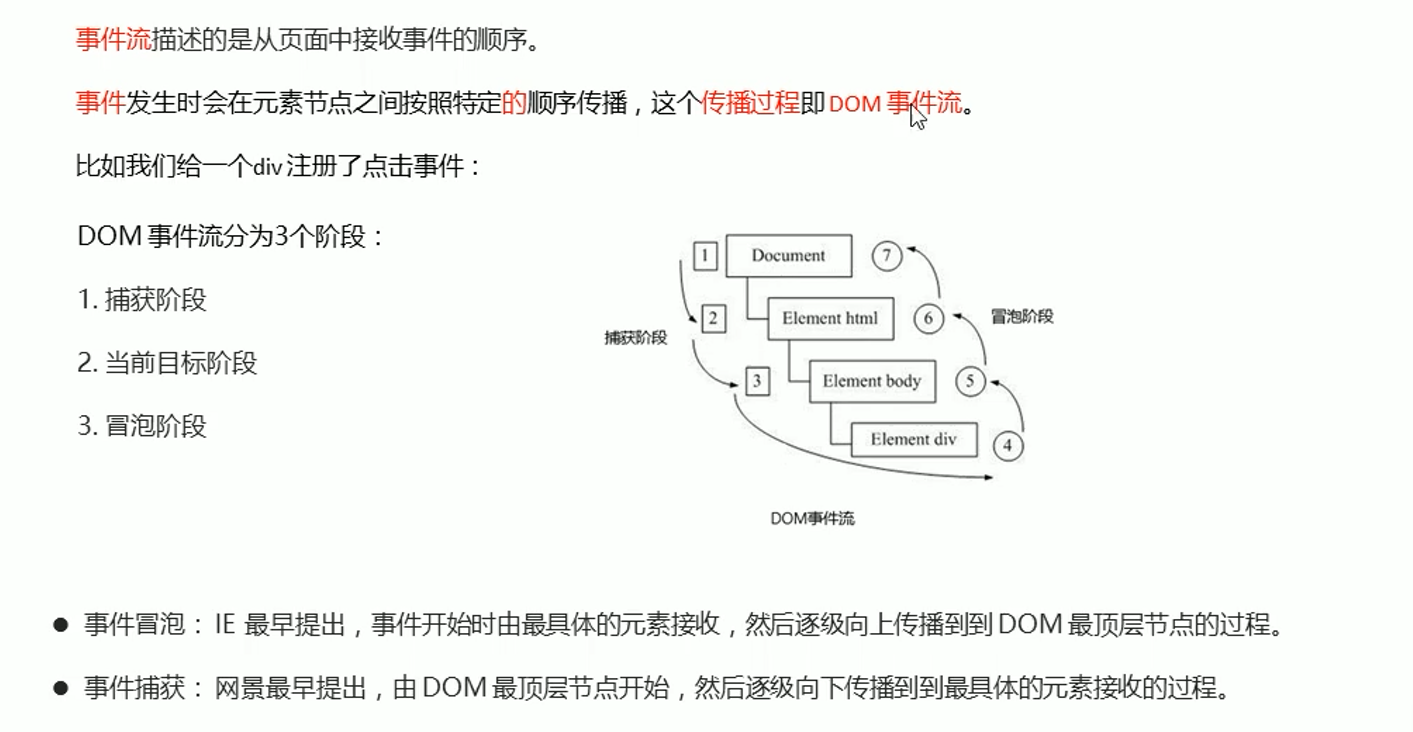 事件流描述的是从页面中接收事件的顺序。
事件发生时会在元素节点之间按照特定的顺序传播，这个传播过程即DOM 事件流。
比如我们给一个div 注册了点击事件：
DOM 事件流分为3个阶段：
1. 捕获阶段
2. 当前目标阶段
3. 冒泡阶段
1
Document
7
2
Element html
6
冒泡阶段
捕获阶段
3
Element body
5
Element div
4
DOM事件流
● 事件冒泡： IE 最早提出，事件开始时由最具体的元素接收，然后逐级向上传播到到 DOM 最顶层节点的过程。
● 事件捕获： 网景最早提出，由 DOM 最顶层节点开始，然后逐级向下传播到到最具体的元素接收的过程。